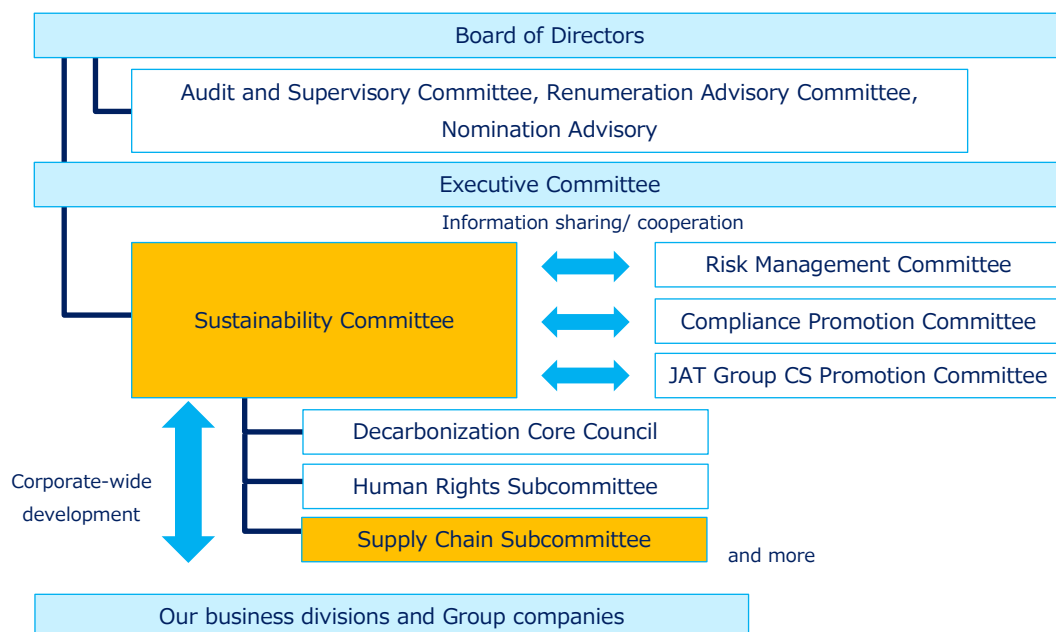 Board of Directors
Audit and Supervisory Committee, Renumeration Advisory Committee,
Nomination Advisory
Executive Committee
Information sharing/ cooperation
Sustainability Committee
Risk Management Committee
Compliance Promotion Committee
JAT Group CS Promotion Committee
Decarbonization Core Council
Human Rights Subcommittee
Supply Chain Subcommittee
and more
Corporate-wide
development
Our business divisions and Group companies